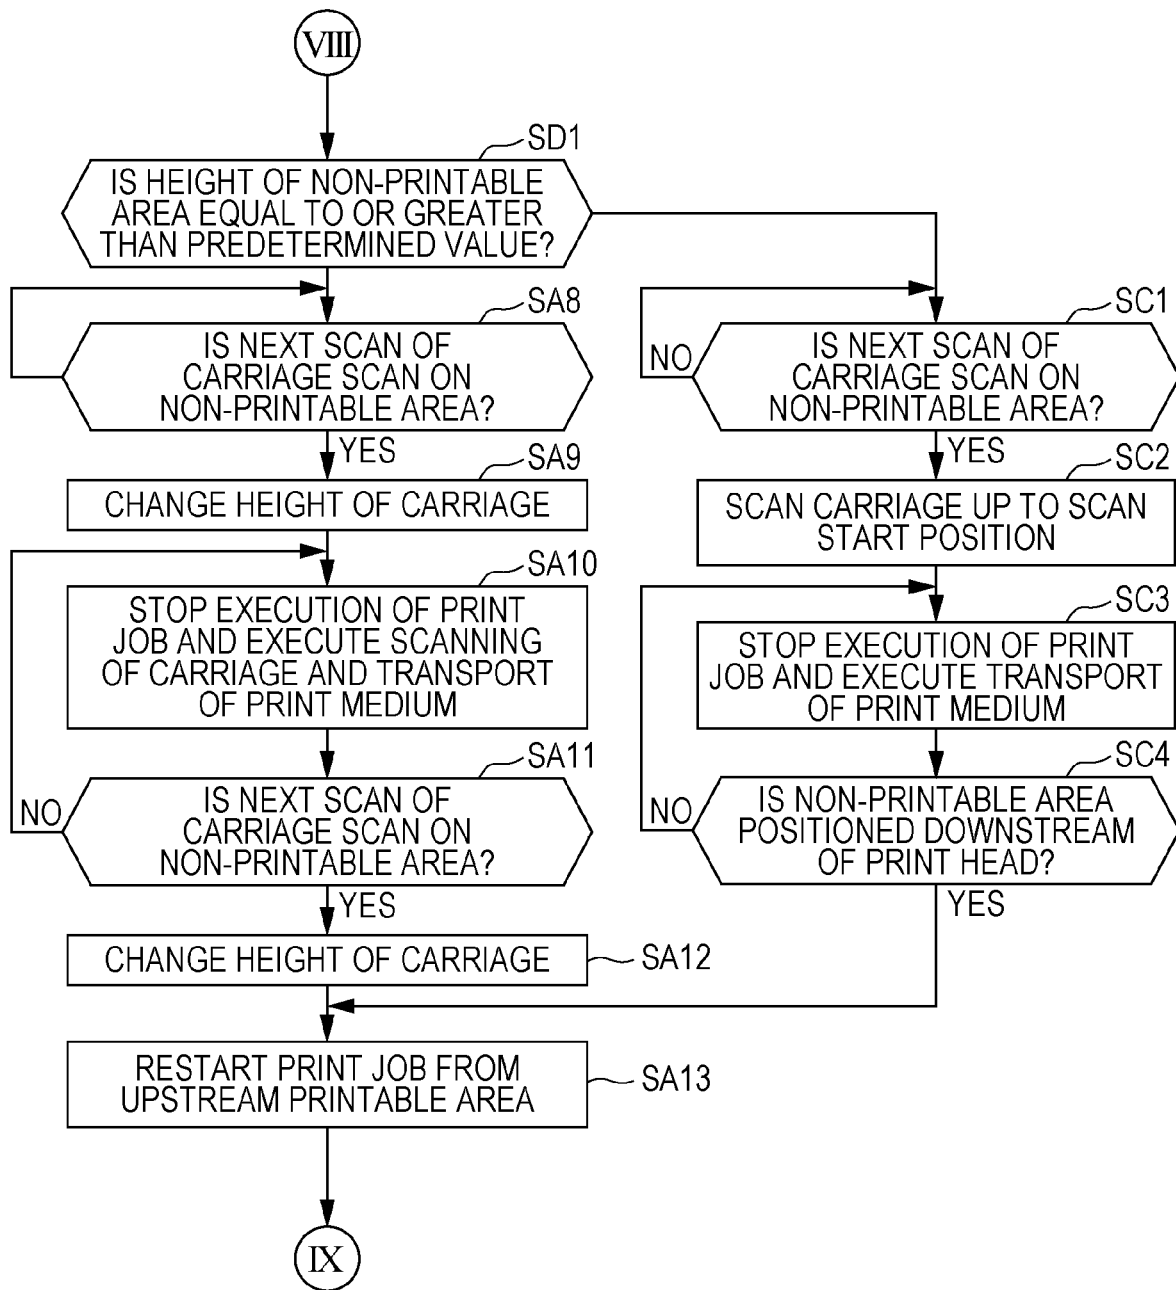 VIII
SD1
IS HEIGHT OF NON-PRINTABLE
AREA EQUAL TO OR GREATER
THAN PREDETERMINED VALUE?
SA8
IS NEXT SCAN OF
CARRIAGE SCAN ON
NON-PRINTABLE AREA?
YES
SA9
CHANGE HEIGHT OF CARRIAGE
SA10
STOP EXECUTION OF PRINT
JOB AND EXECUTE SCANNING
OF CARRIAGE AND TRANSPORT
OF PRINT MEDIUM
SA11
NO
IS NEXT SCAN OF
CARRIAGE SCAN ON
NON-PRINTABLE AREA?
YES
CHANGE HEIGHT OF CARRIAGE
SA12
RESTART PRINT JOB FROM
UPSTREAM PRINTABLE AREA
SA13
IX
SC1
NO
IS NEXT SCAN OF
CARRIAGE SCAN ON
NON-PRINTABLE AREA?
YES
SC2
SCAN CARRIAGE UP TO SCAN
START POSITION
SC3
STOP EXECUTION OF PRINT
JOB AND EXECUTE TRANSPORT
OF PRINT MEDIUM
SC4
NO
IS NON-PRINTABLE AREA
POSITIONED DOWNSTREAM
OF PRINT HEAD?
YES